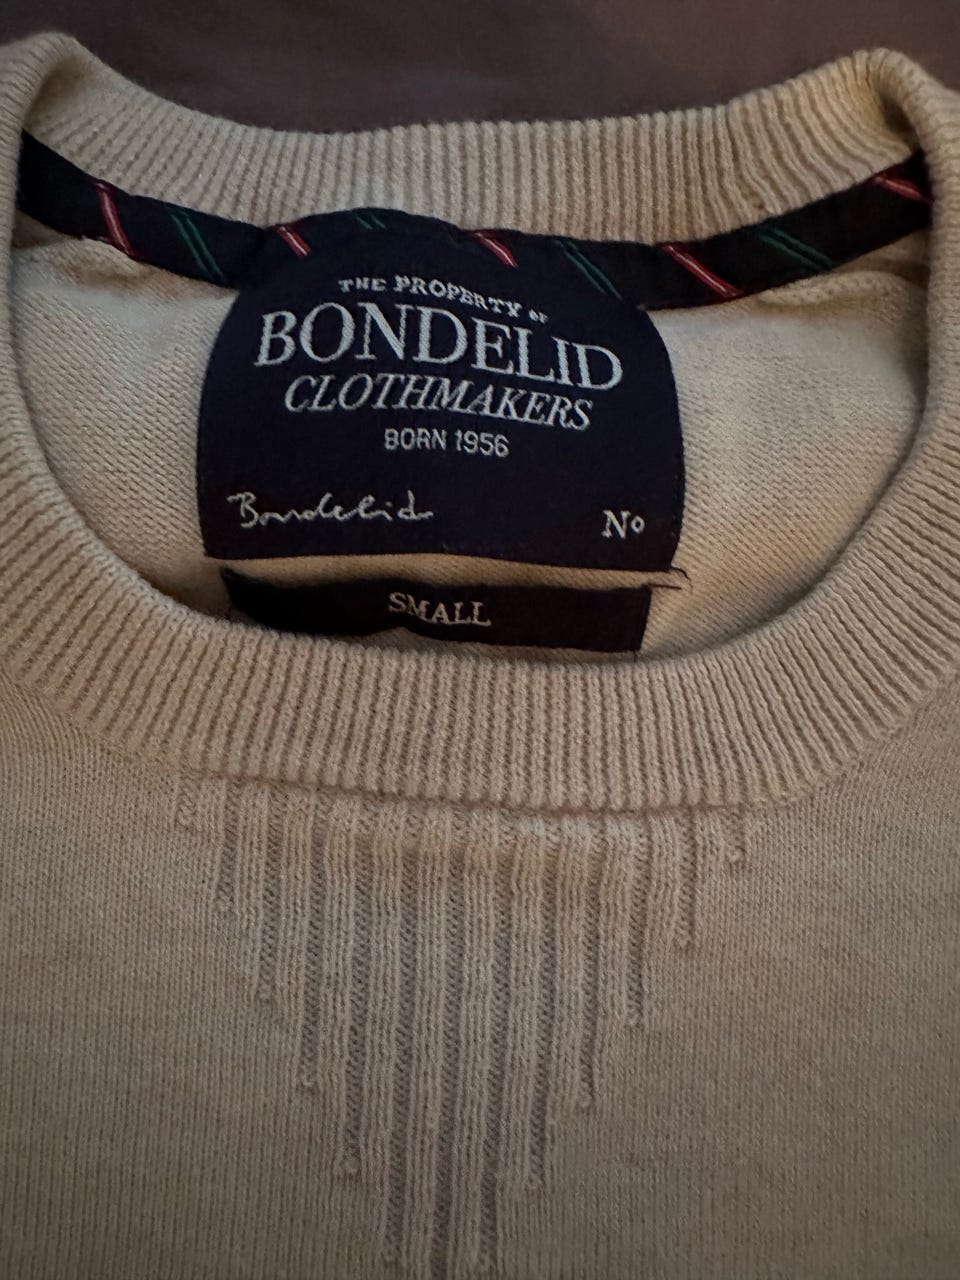 THE PROPERTY OF
BONDELID
CLOTHMAKERS
BORN 1956
Bondelid
Nº
SMALL